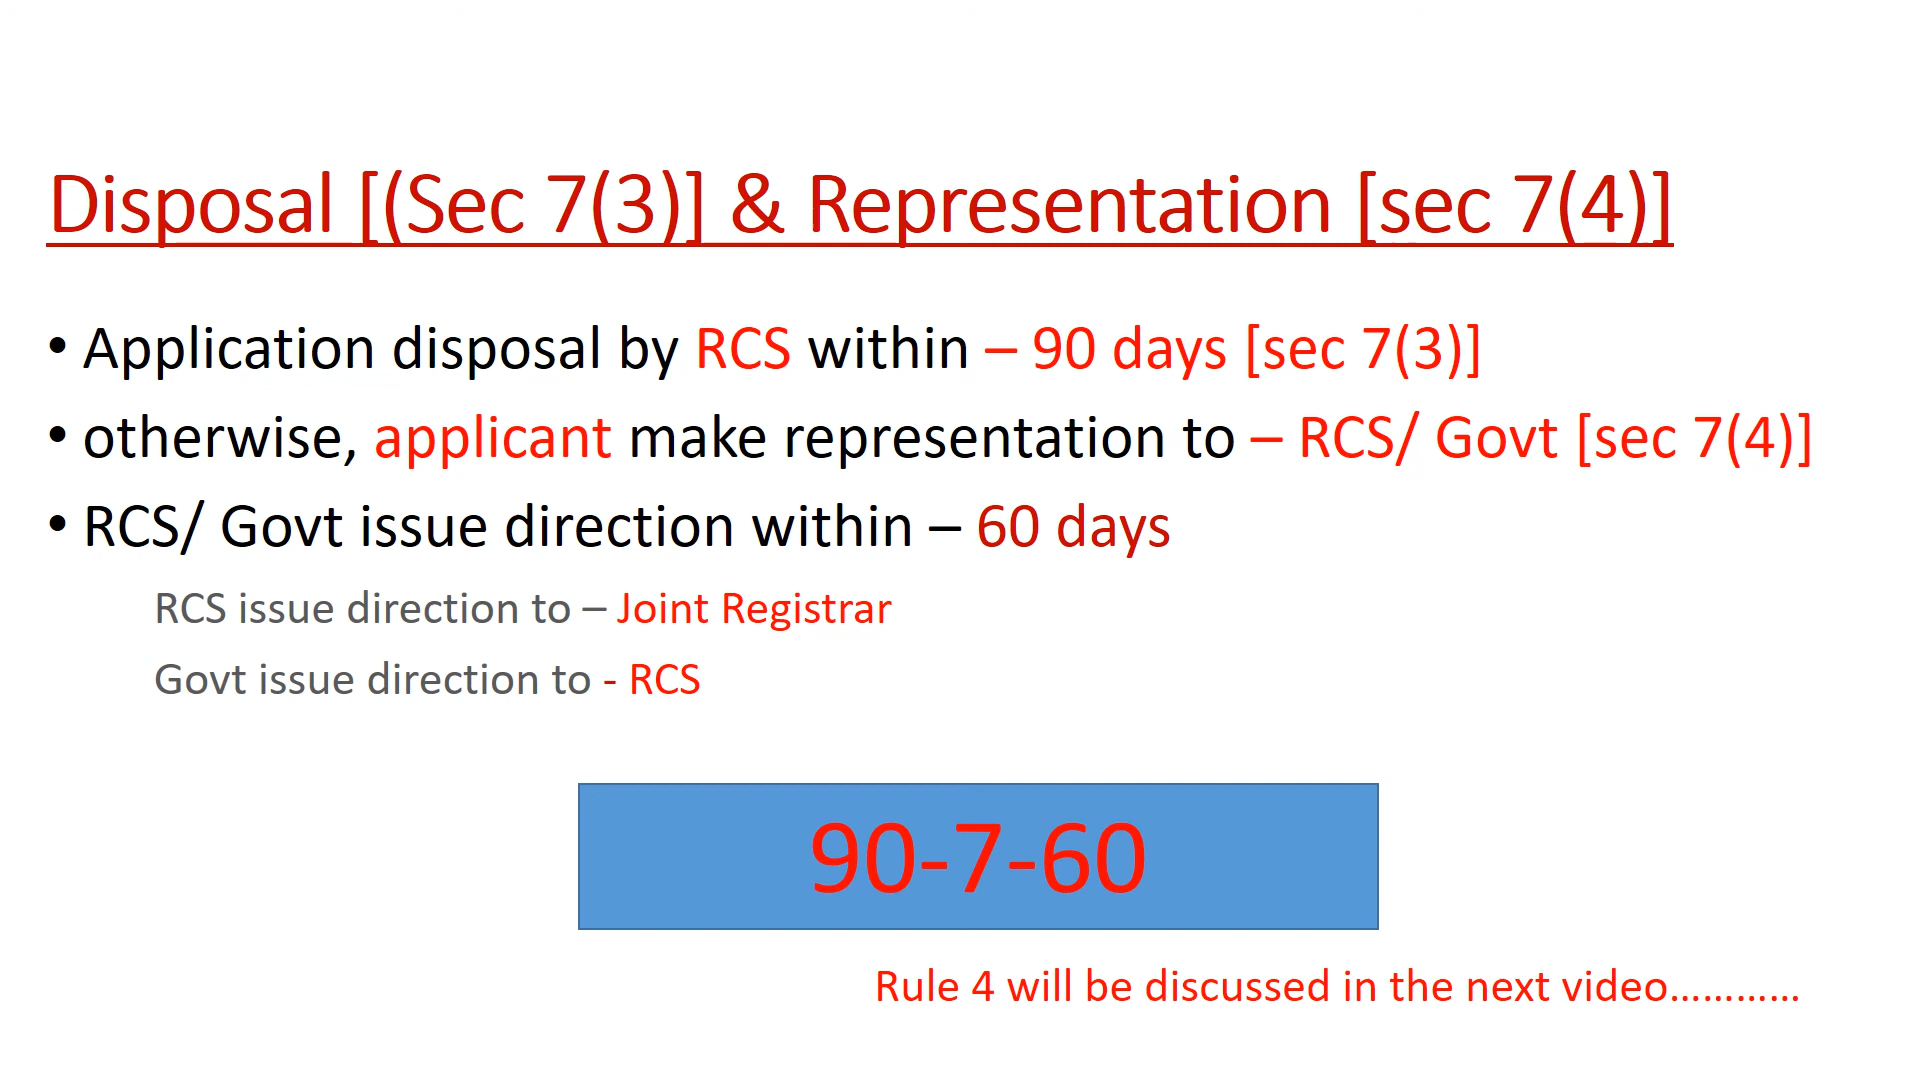 Disposal [(Sec 7(3)] & Representation [sec 7(4)]
• Application disposal by RCS within – 90 days [sec 7(3)]
• otherwise, applicant make representation to – RCS/ Govt [sec 7(4)]
• RCS/ Govt issue direction within – 60 days
RCS issue direction to – Joint Registrar
Govt issue direction to - RCS
90-7-60
Rule 4 will be discussed in the next video…………